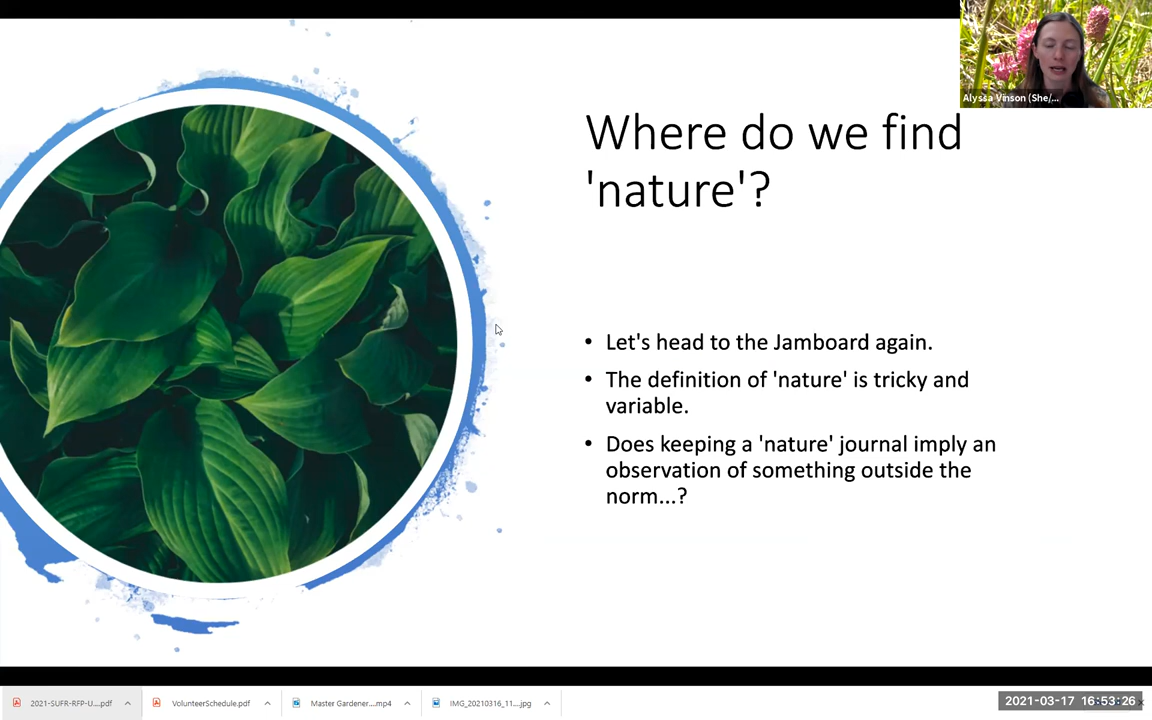 Alyssa Vinson (She/...
Where do we find
'nature'?
• Let's head to the Jamboard again.
• The definition of 'nature' is tricky and
variable.
• Does keeping a 'nature' journal imply an
observation of something outside the
norm...?
2021-SUFR-RFP-U....pdf
VolunteerSchedule.pdf
Master Gardener....mp4
IMG_20210316_11....jpg
2021-03-17 16:53:26